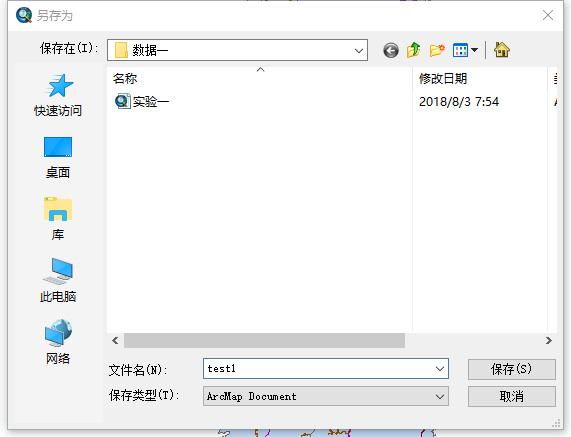 另存为
保存在(I): 数据一
名称 修改日期
实验一 2018/8/3 7:54
快速访问
桌面
库
此电脑
网络
文件名(N): test1 保存(S)
保存类型(T): ArcMap Document 取消